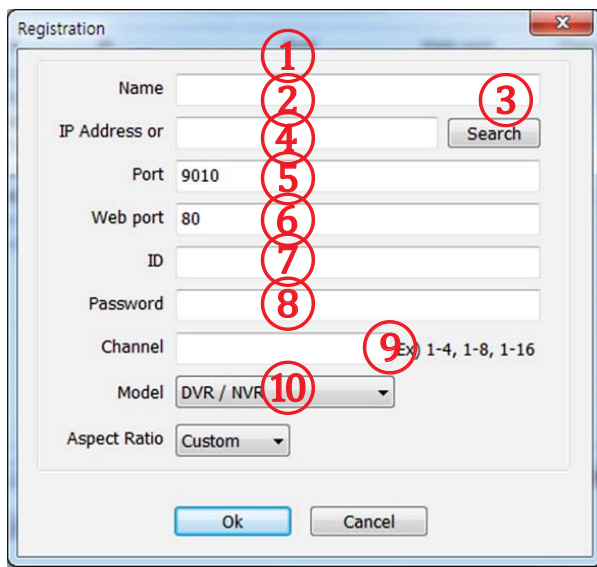 Registration
①
Name ②
③
IP Address or ④ Search
Port 9010 ⑤
Web port 80 ⑥
ID ⑦
Password ⑧
Channel ⑨ Ex) 1-4, 1-8, 1-16
Model DVR / NVR ⑩
Aspect Ratio Custom
Ok Cancel